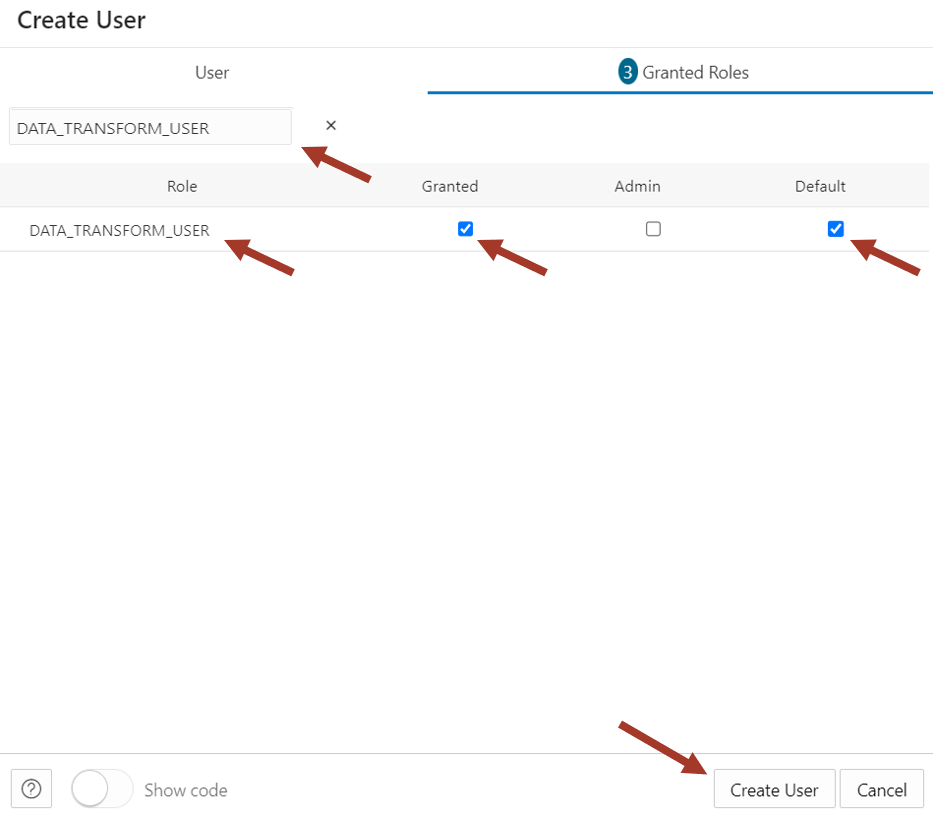 Create User
User
3 Granted Roles
DATA_TRANSFORM_USER ×
Role Granted Admin Default
DATA_TRANSFORM_USER
? Show code Create User Cancel